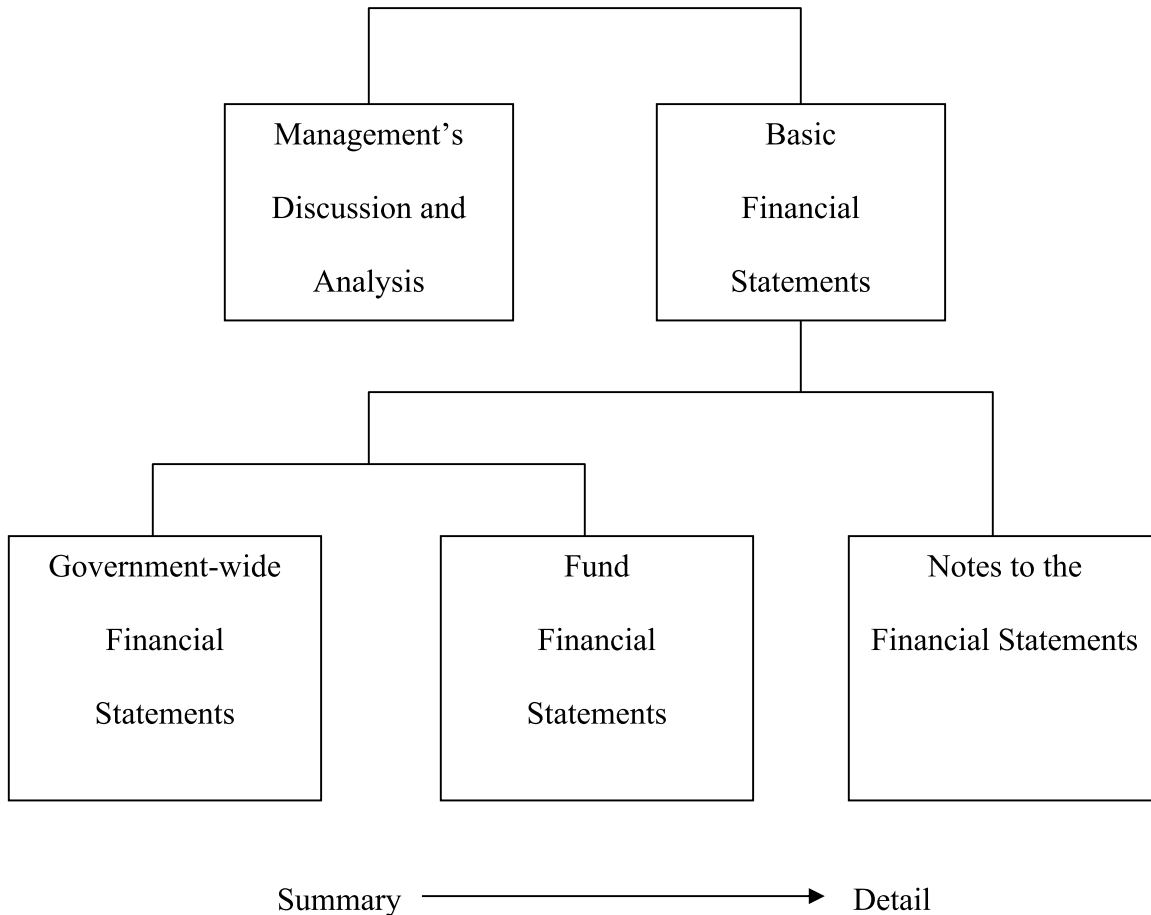 Management’s
Discussion and
Analysis
Basic
Financial
Statements
Government-wide
Financial
Statements
Fund
Financial
Statements
Notes to the
Financial Statements
Summary
Detail